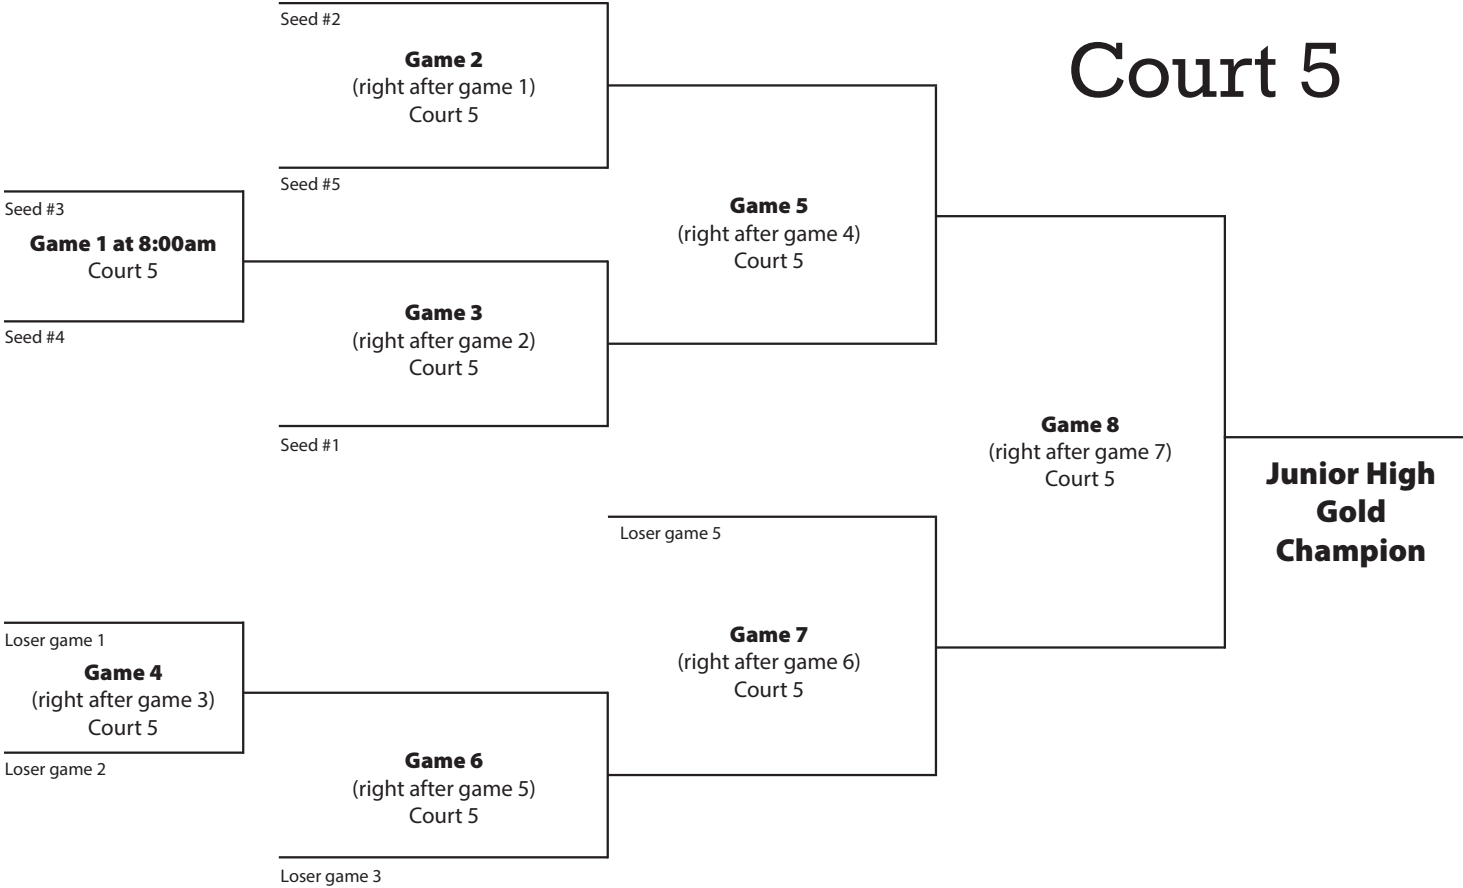 Court 5
Seed #2
Game 2
(right after game 1)
Court 5
Seed #5
Seed #3
Game 1 at 8:00am
Court 5
Seed #4
Game 5
(right after game 4)
Court 5
Game 3
(right after game 2)
Court 5
Seed #1
Game 8
(right after game 7)
Court 5
Junior High
Gold
Champion
Loser game 5
Game 7
(right after game 6)
Court 5
Loser game 1
Game 4
(right after game 3)
Court 5
Loser game 2
Game 6
(right after game 5)
Court 5
Loser game 3